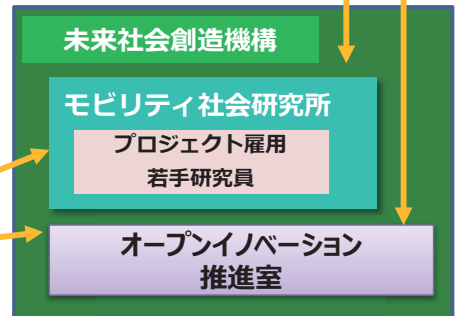 未来社会創造機構
モビリティ社会研究所
プロジェクト雇用
若手研究員
オープンイノベーション
推進室